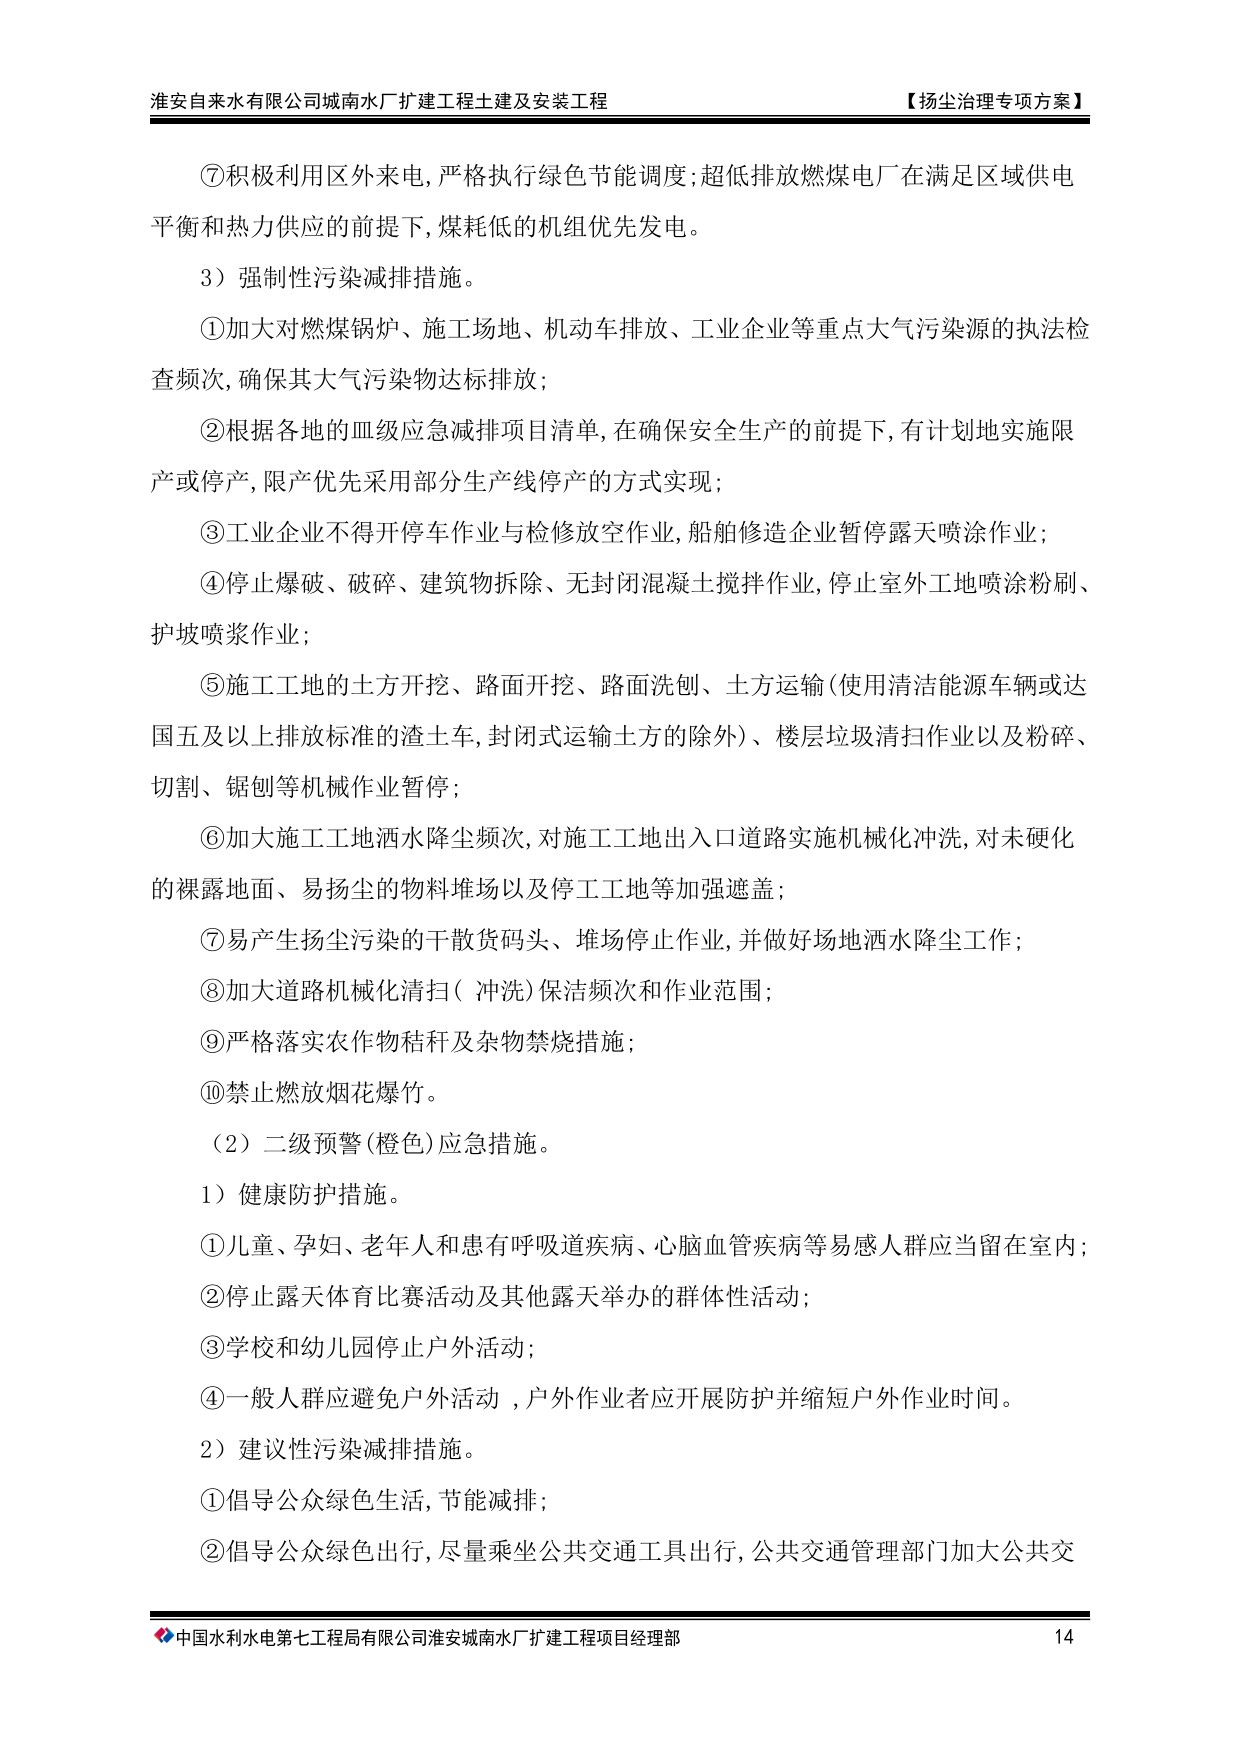 淮安自来水有限公司城南水厂扩建工程土建及安装工程 【扬尘治理专项方案】
⑦积极利用区外来电,严格执行绿色节能调度;超低排放燃煤电厂在满足区域供电
平衡和热力供应的前提下,煤耗低的机组优先发电。
3）强制性污染减排措施。
①加大对燃煤锅炉、施工场地、机动车排放、工业企业等重点大气污染源的执法检
查频次,确保其大气污染物达标排放;
②根据各地的皿级应急减排项目清单,在确保安全生产的前提下,有计划地实施限
产或停产,限产优先采用部分生产线停产的方式实现;
③工业企业不得开停车作业与检修放空作业,船舶修造企业暂停露天喷涂作业;
④停止爆破、破碎、建筑物拆除、无封闭混凝土搅拌作业,停止室外工地喷涂粉刷、
护坡喷浆作业;
⑤施工工地的土方开挖、路面开挖、路面洗刨、土方运输(使用清洁能源车辆或达
国五及以上排放标准的渣土车,封闭式运输土方的除外)、楼层垃圾清扫作业以及粉碎、
切割、锯刨等机械作业暂停;
⑥加大施工工地洒水降尘频次,对施工工地出入口道路实施机械化冲洗,对未硬化
的裸露地面、易扬尘的物料堆场以及停工工地等加强遮盖;
⑦易产生扬尘污染的干散货码头、堆场停止作业,并做好场地洒水降尘工作;
⑧加大道路机械化清扫( 冲洗)保洁频次和作业范围;
⑨严格落实农作物秸秆及杂物禁烧措施;
⑩禁止燃放烟花爆竹。
（2）二级预警(橙色)应急措施。
1）健康防护措施。
①儿童、孕妇、老年人和患有呼吸道疾病、心脑血管疾病等易感人群应当留在室内;
②停止露天体育比赛活动及其他露天举办的群体性活动;
③学校和幼儿园停止户外活动;
④一般人群应避免户外活动 ,户外作业者应开展防护并缩短户外作业时间。
2）建议性污染减排措施。
①倡导公众绿色生活,节能减排;
②倡导公众绿色出行,尽量乘坐公共交通工具出行,公共交通管理部门加大公共交
中国水利水电第七工程局有限公司淮安城南水厂扩建工程项目经理部 14